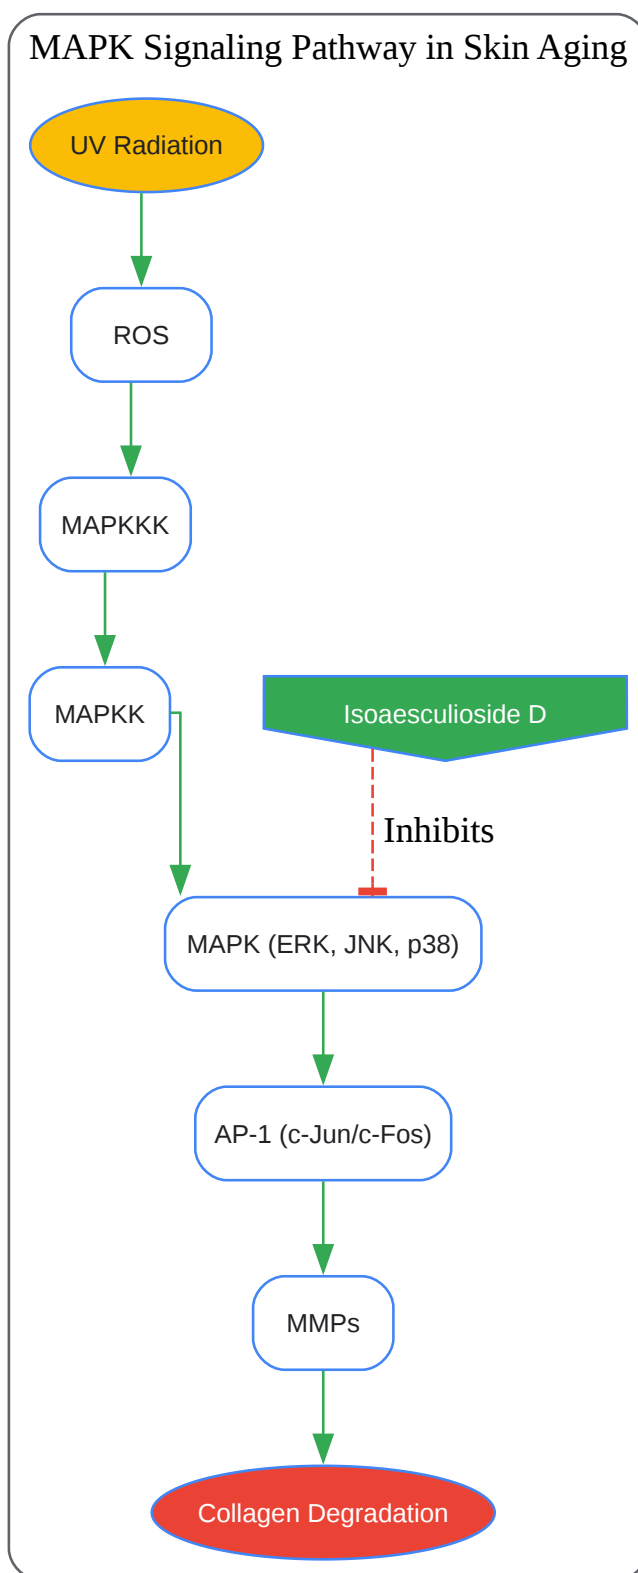 MAPK Signaling Pathway in Skin Aging
UV Radiation
ROS
MAPKKK
MAPKK
Isoaesculioside D
Inhibits
MAPK (ERK, JNK, p38)
AP-1 (c-Jun/c-Fos)
MMPs
Collagen Degradation